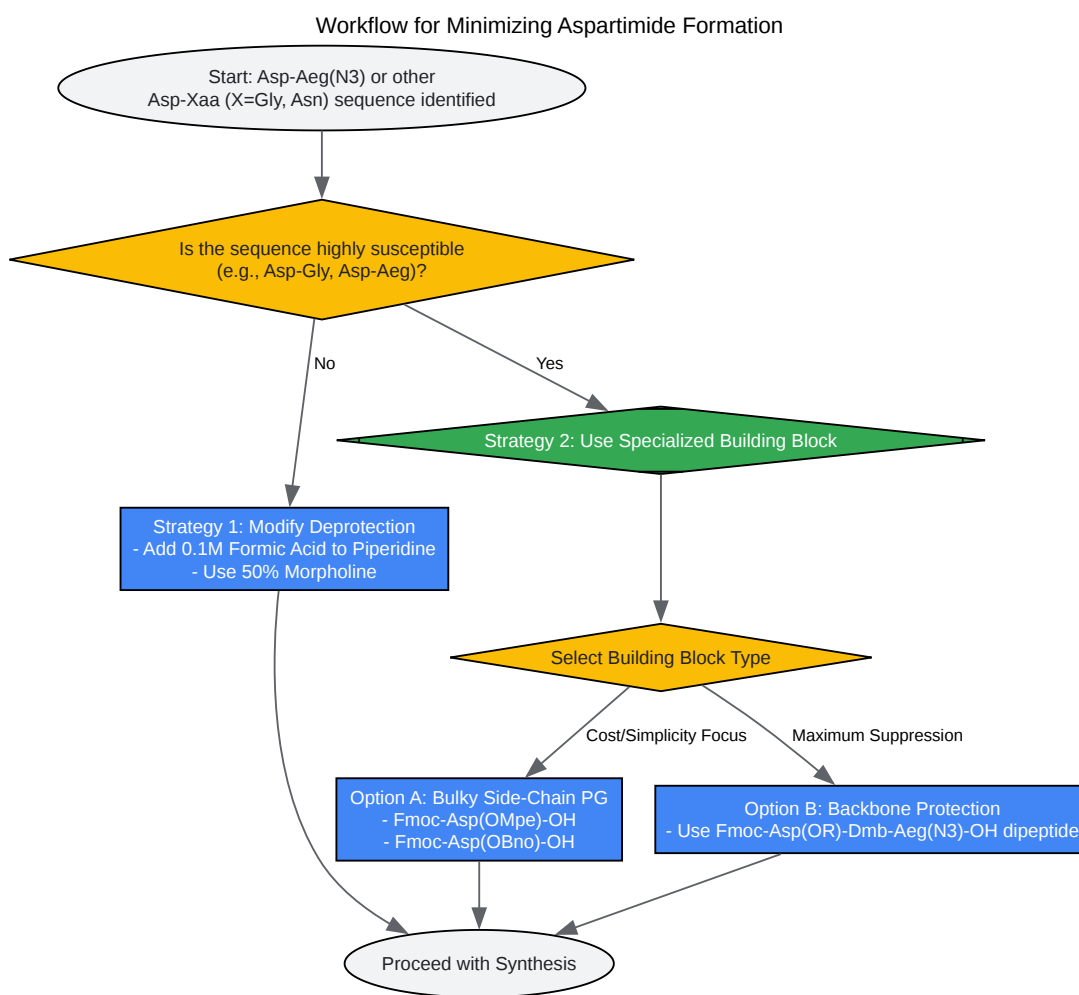 Workflow for Minimizing Aspartimide Formation
Start: Asp-Aeg(N3) or other
Asp-Xaa (X=Gly, Asn) sequence identified
Is the sequence highly susceptible
(e.g., Asp-Gly, Asp-Aeg)?
No
Yes
Strategy 2: Use Specialized Building Block
Strategy 1: Modify Deprotection
- Add 0.1M Formic Acid to Piperidine
- Use 50% Morpholine
Select Building Block Type
Cost/Simplicity Focus
Maximum Suppression
Option A: Bulky Side-Chain PG
- Fmoc-Asp(OMpe)-OH
- Fmoc-Asp(OBno)-OH
Option B: Backbone Protection
- Use Fmoc-Asp(OR)-Dmb-Aeg(N3)-OH dipeptide
Proceed with Synthesis